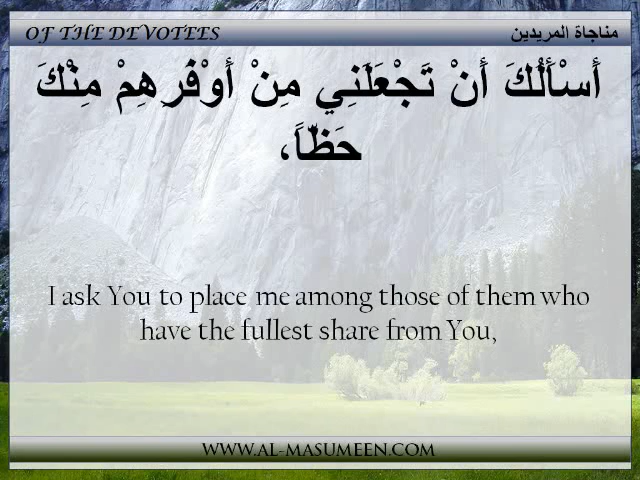 OF THE DEVOTEES مناجاة المريدين
أَسْأَلُكَ أَنْ تَجْعَلَنِي مِنْ أَوْفَرِهِمْ مِنْكَ
حَظّاً،
I ask You to place me among those of them who
have the fullest share from You,
WWW.AL-MASUMEEN.COM